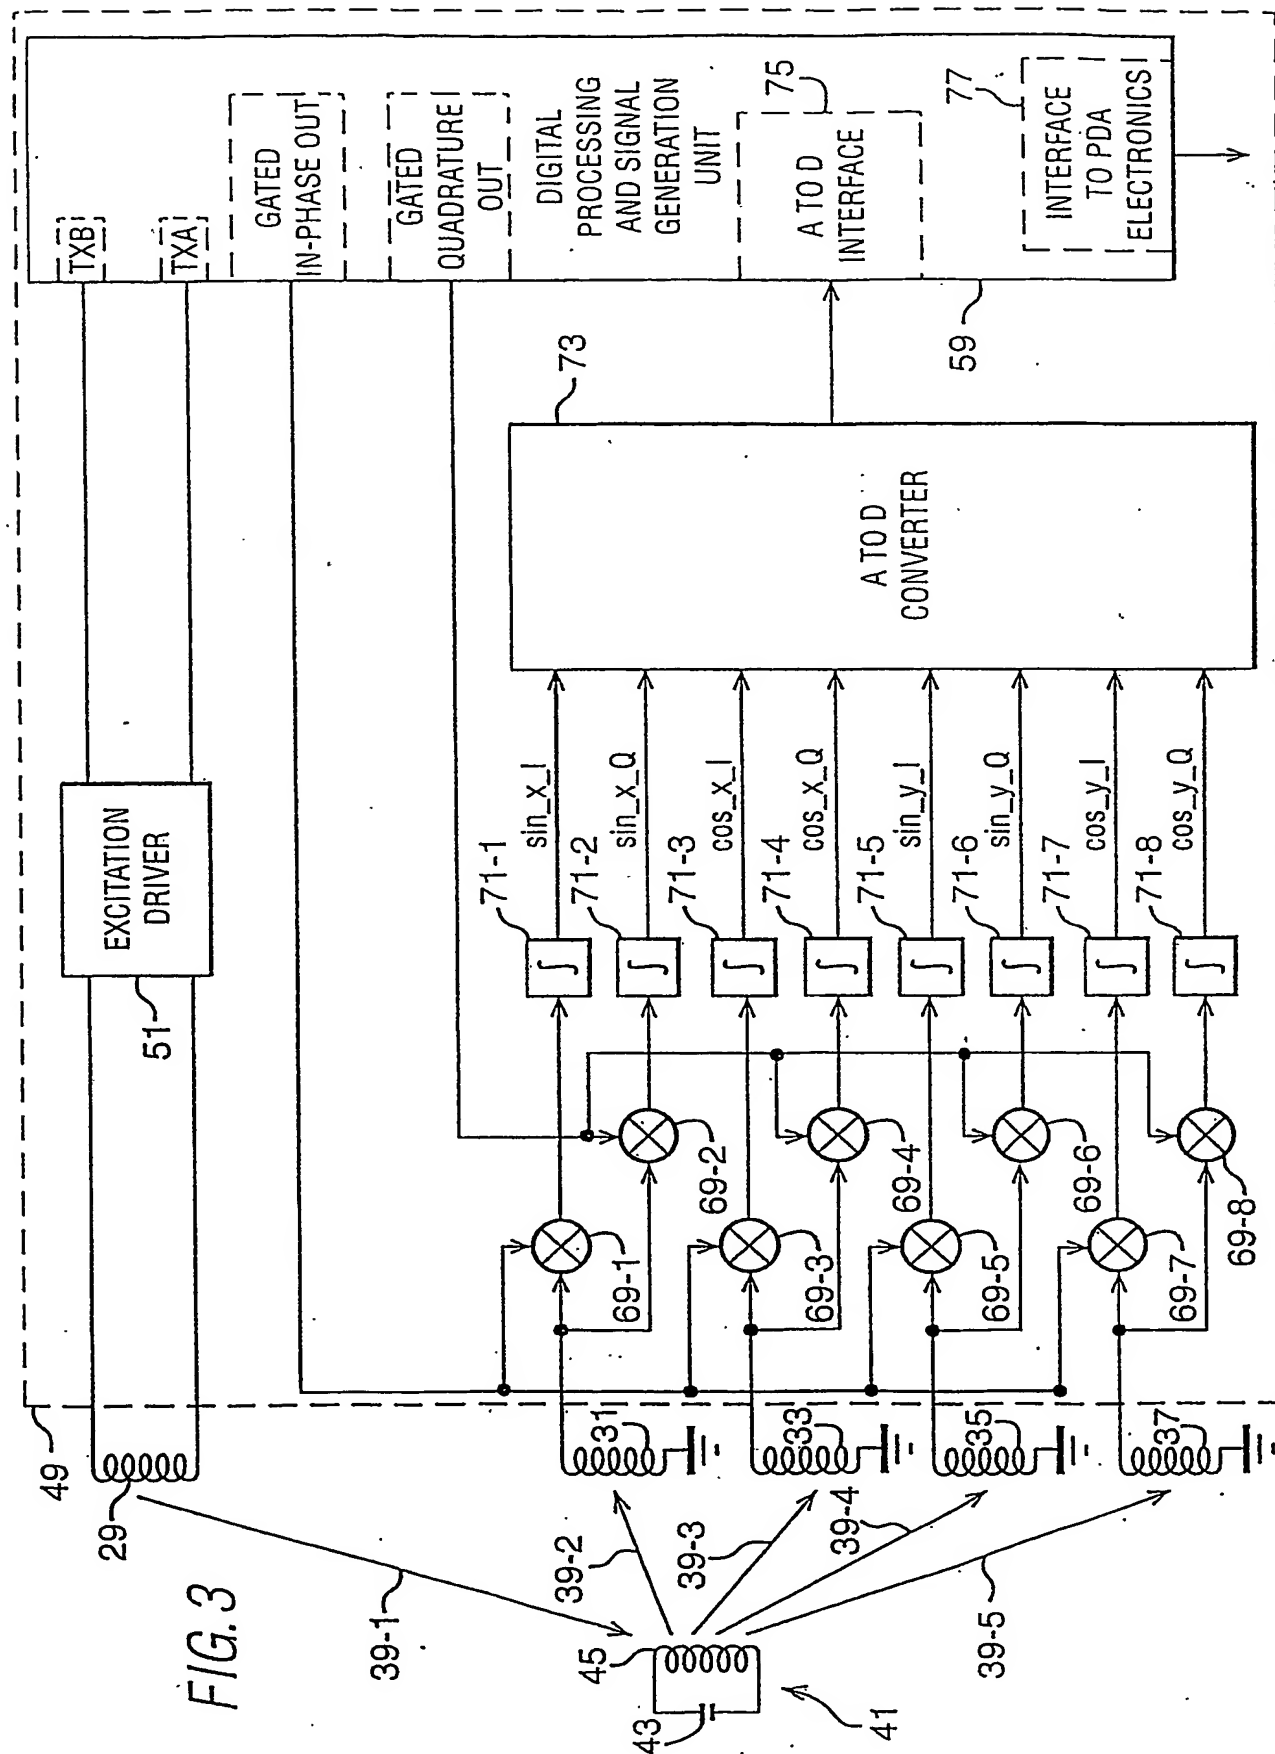 FIG. 3
49
29
39-1
EXCITATION
DRIVER
51
TXB
TXA
GATED
IN-PHASE OUT
GATED
QUADRATURE
OUT
DIGITAL
PROCESSING
AND SIGNAL
GENERATION
UNIT
A TO D
INTERFACE
75
INTERFACE
TO PDA
ELECTRONICS
77
59
73
A TO D
CONVERTER
71-1
sin_x_I
71-2
sin_x_Q
71-3
cos_x_I
71-4
cos_x_Q
71-5
sin_y_I
71-6
sin_y_Q
71-7
cos_y_I
71-8
cos_y_Q
∫
∫
∫
∫
∫
∫
∫
∫
69-1
69-2
69-3
69-4
69-5
69-6
69-7
69-8
31
33
35
37
39-2
39-3
39-4
39-5
45
43
41